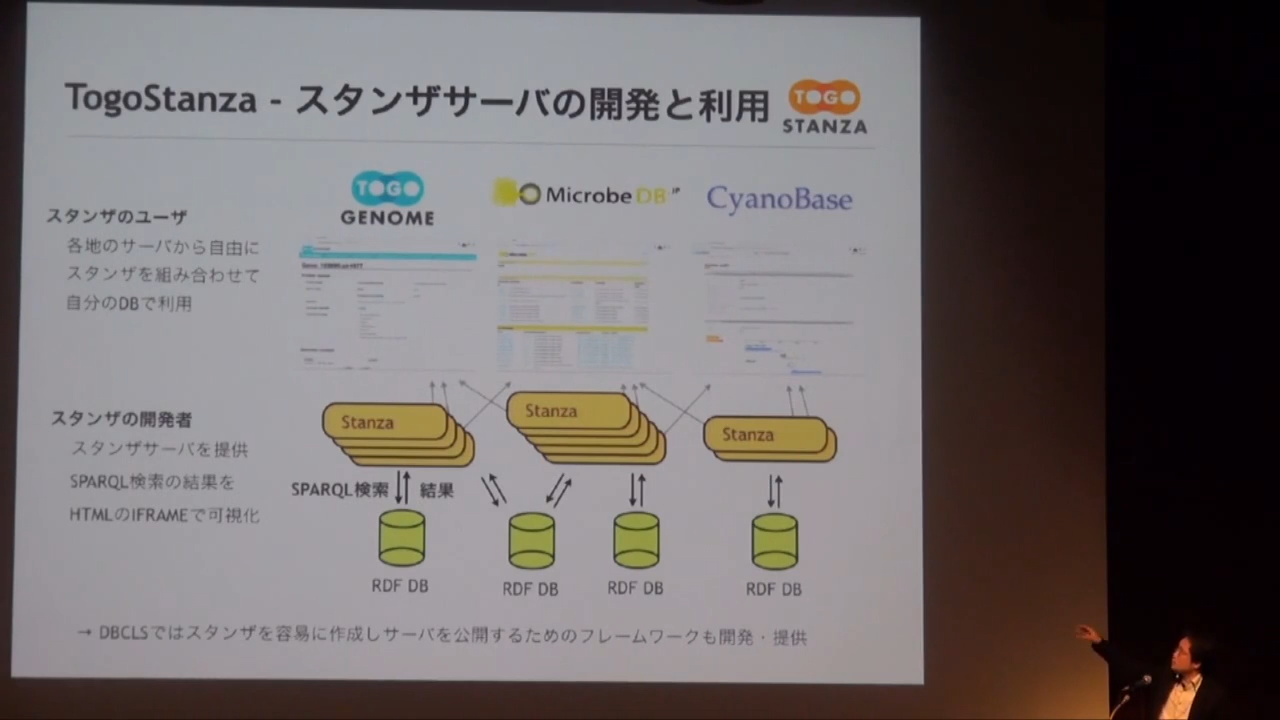 TogoStanza - スタンザサーバの開発と利用
TOGO
STANZA
TOGO
GENOME
MicrobeDB JP
CyanoBase
スタンザのユーザ
各地のサーバから自由に
スタンザを組み合わせて
自分のDBで利用
スタンザの開発者
スタンザサーバを提供
SPARQL検索の結果を
HTMLのIFRAMEで可視化
Stanza
Stanza
Stanza
SPARQL検索
結果
RDF DB
RDF DB
RDF DB
RDF DB
→ DBCLSではスタンザを容易に作成しサーバを公開するためのフレームワークも開発・提供